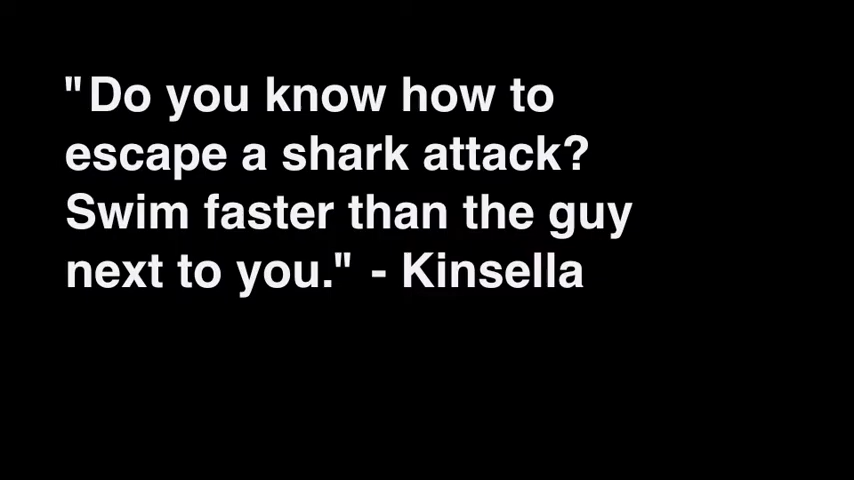 "Do you know how to
escape a shark attack?
Swim faster than the guy
next to you." - Kinsella